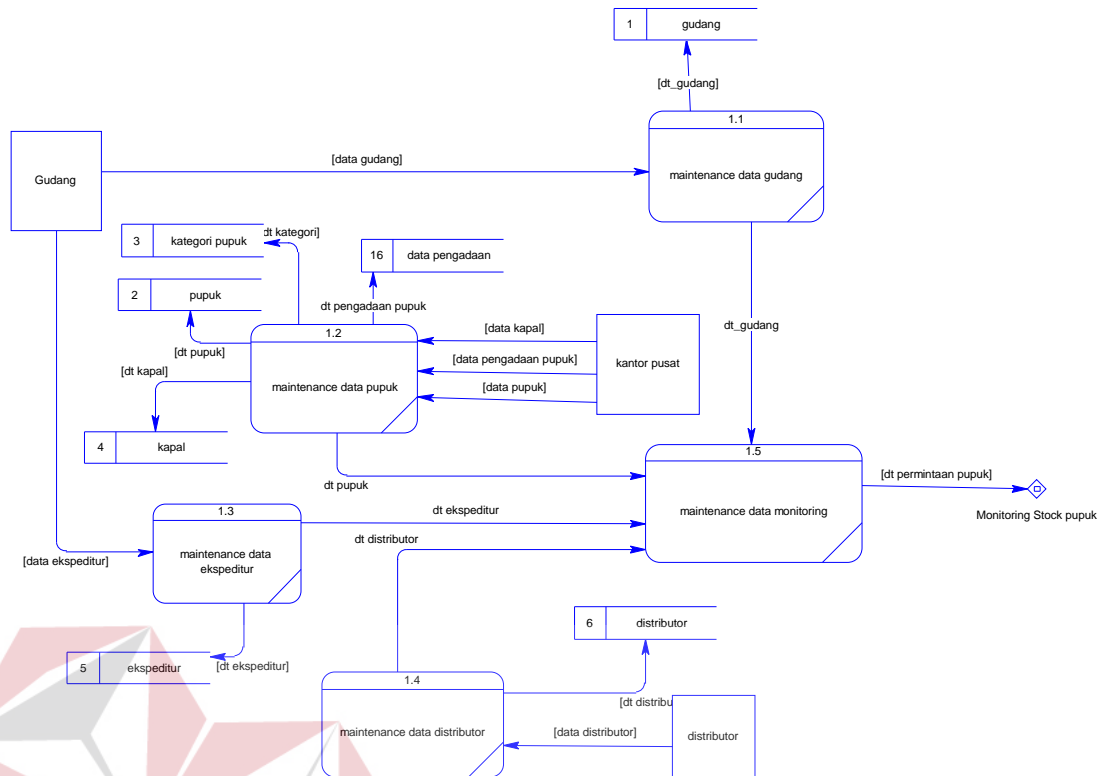 1 gudang
[dt_gudang]
1.1
maintenance data gudang
Gudang
[data gudang]
3 kategori pupuk
dt kategori]
16 data pengadaan
2 pupuk
dt pengadaan pupuk
[dt pupuk]
1.2
maintenance data pupuk
[data kapal]
[data pengadaan pupuk]
[data pupuk]
kantor pusat
dt_gudang
[dt kapal]
4 kapal
dt pupuk
1.5
maintenance data monitoring
[dt permintaan pupuk]
Monitoring Stock pupuk
1.3
maintenance data
ekspeditur
dt ekspeditur
dt distributor
[data ekspeditur]
5 ekspeditur
[dt ekspeditur]
6 distributor
1.4
maintenance data distributor
[dt distribu
[data distributor]
distributor